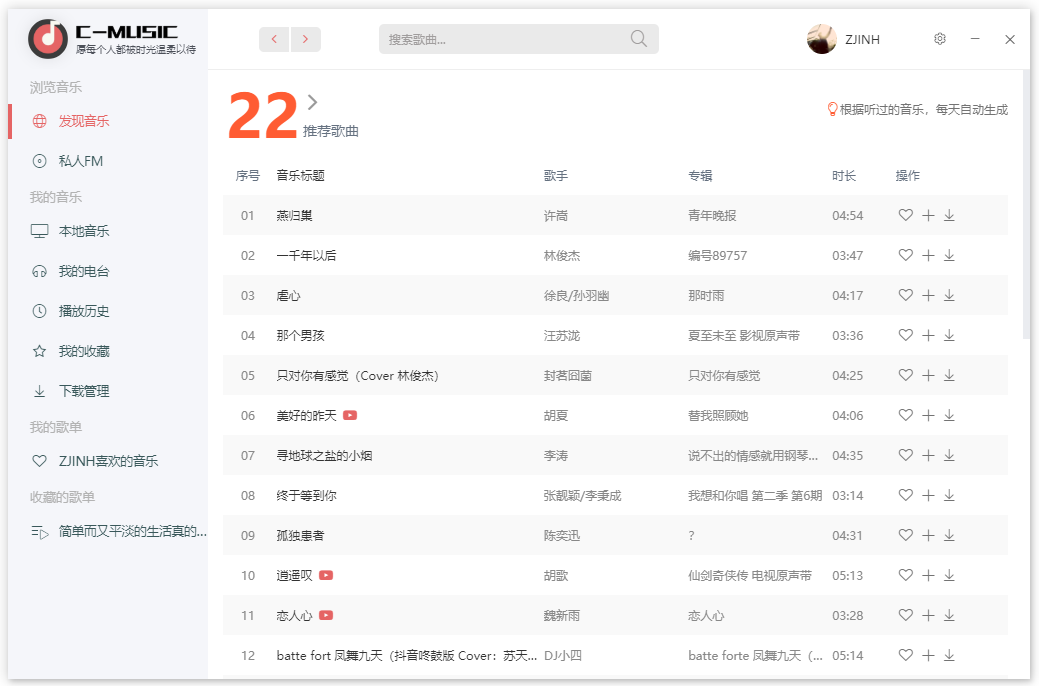 C-MUSIC
愿每个人都被时光温柔以待
搜索歌曲...
ZJINH
浏览音乐
发现音乐
私人FM
我的音乐
本地音乐
我的电台
播放历史
我的收藏
下载管理
我的歌单
ZJINH喜欢的音乐
收藏的歌单
简单而又平淡的生活真的...
22
推荐歌曲
根据听过的音乐，每天自动生成
序号 音乐标题 歌手 专辑 时长 操作
01 燕归巢 许嵩 青年晚报 04:54
02 一千年以后 林俊杰 编号89757 03:47
03 虐心 徐良/孙羽幽 那时雨 04:17
04 那个男孩 汪苏泷 夏至未至 影视原声带 03:36
05 只对你有感觉（Cover 林俊杰） 封茗囧菌 只对你有感觉 04:25
06 美好的昨天 胡夏 替我照顾她 04:06
07 寻地球之盐的小烟 李涛 说不出的情感就用钢琴... 04:35
08 终于等到你 张靓颖/李秉成 我想和你唱 第二季 第6期 03:14
09 孤独患者 陈奕迅 ? 04:31
10 逍遥叹 胡歌 仙剑奇侠传 电视原声带 05:13
11 恋人心 魏新雨 恋人心 03:28
12 batte fort 凤舞九天（抖音咚鼓版 Cover：苏天... DJ小四 batte forte 凤舞九天（... 05:14